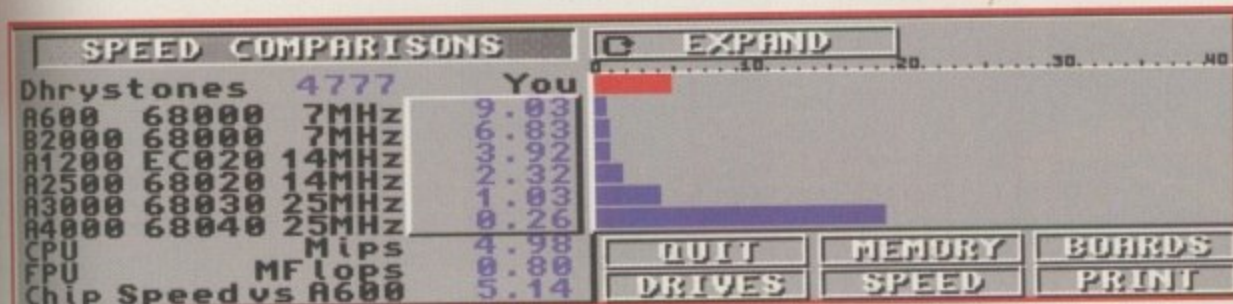 SPEED COMPARISONS
EXPAND
0 10 20 30 40
Dhrystones 4777 You
A600 68000 7MHz 9.03
B2000 68000 7MHz 6.83
A1200 EC020 14MHz 3.92
A2500 68020 14MHz 2.32
A3000 68030 25MHz 1.03
A4000 68040 25MHz 0.26
CPU Mips 4.98
FPU MFlops 0.80
Chip Speed vs A600 5.14
QUIT MEMORY BOARDS
DRIVES SPEED PRINT